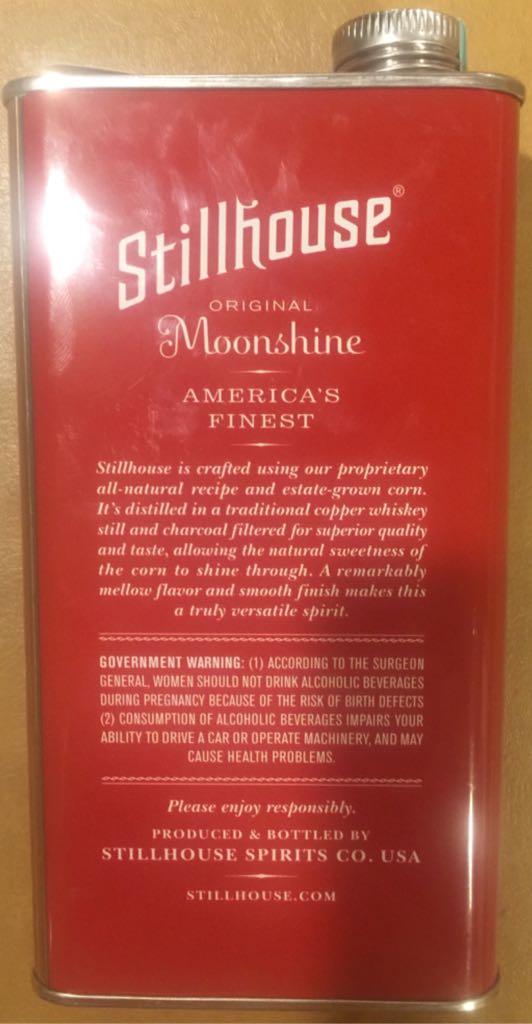 Stillhouse®
ORIGINAL
Moonshine
AMERICA'S
FINEST
Stillhouse is crafted using our proprietary
all-natural recipe and estate-grown corn.
It's distilled in a traditional copper whiskey
still and charcoal filtered for superior quality
and taste, allowing the natural sweetness of
the corn to shine through. A remarkably
mellow flavor and smooth finish makes this
a truly versatile spirit.
GOVERNMENT WARNING: (1) ACCORDING TO THE SURGEON
GENERAL, WOMEN SHOULD NOT DRINK ALCOHOLIC BEVERAGES
DURING PREGNANCY BECAUSE OF THE RISK OF BIRTH DEFECTS
(2) CONSUMPTION OF ALCOHOLIC BEVERAGES IMPAIRS YOUR
ABILITY TO DRIVE A CAR OR OPERATE MACHINERY, AND MAY
CAUSE HEALTH PROBLEMS.
Please enjoy responsibly.
PRODUCED & BOTTLED BY
STILLHOUSE SPIRITS CO. USA
STILLHOUSE.COM